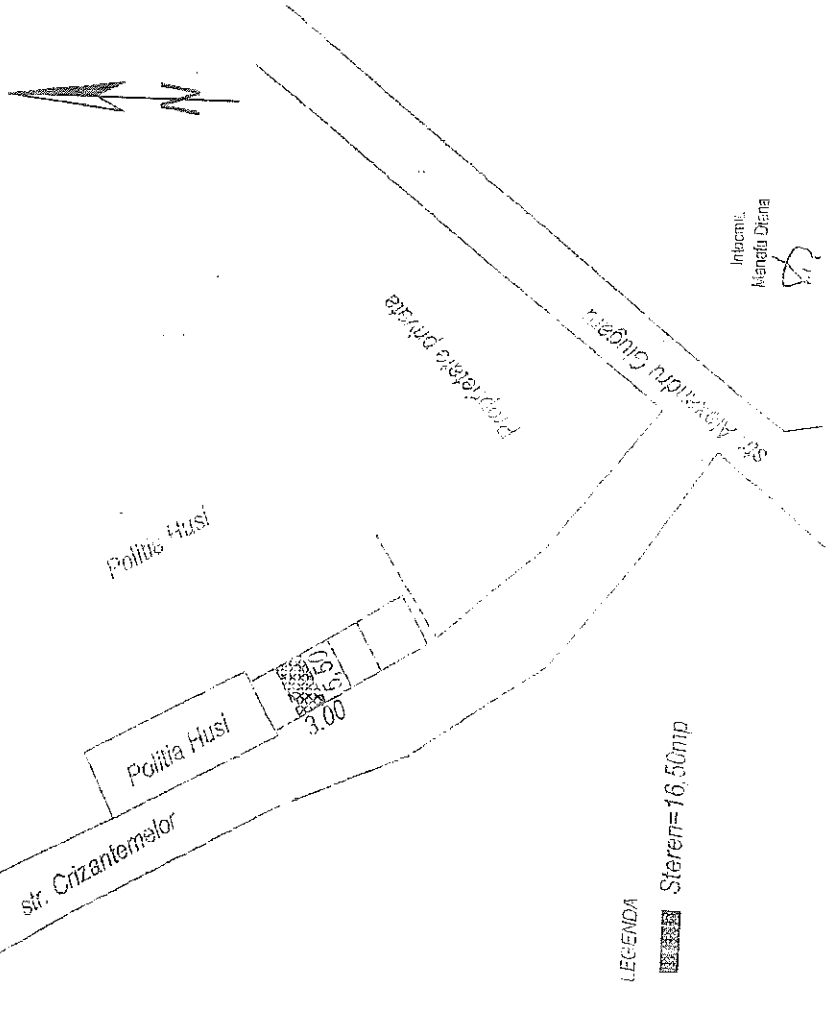 N
Intocmit,
Manatu Diana
str. Alexandru Giugaru
Proprietate privata
Politia Husi
Politia Husi
5,50
3.00
str. Crizantemelor
LEGENDA
Steren=16,50mp